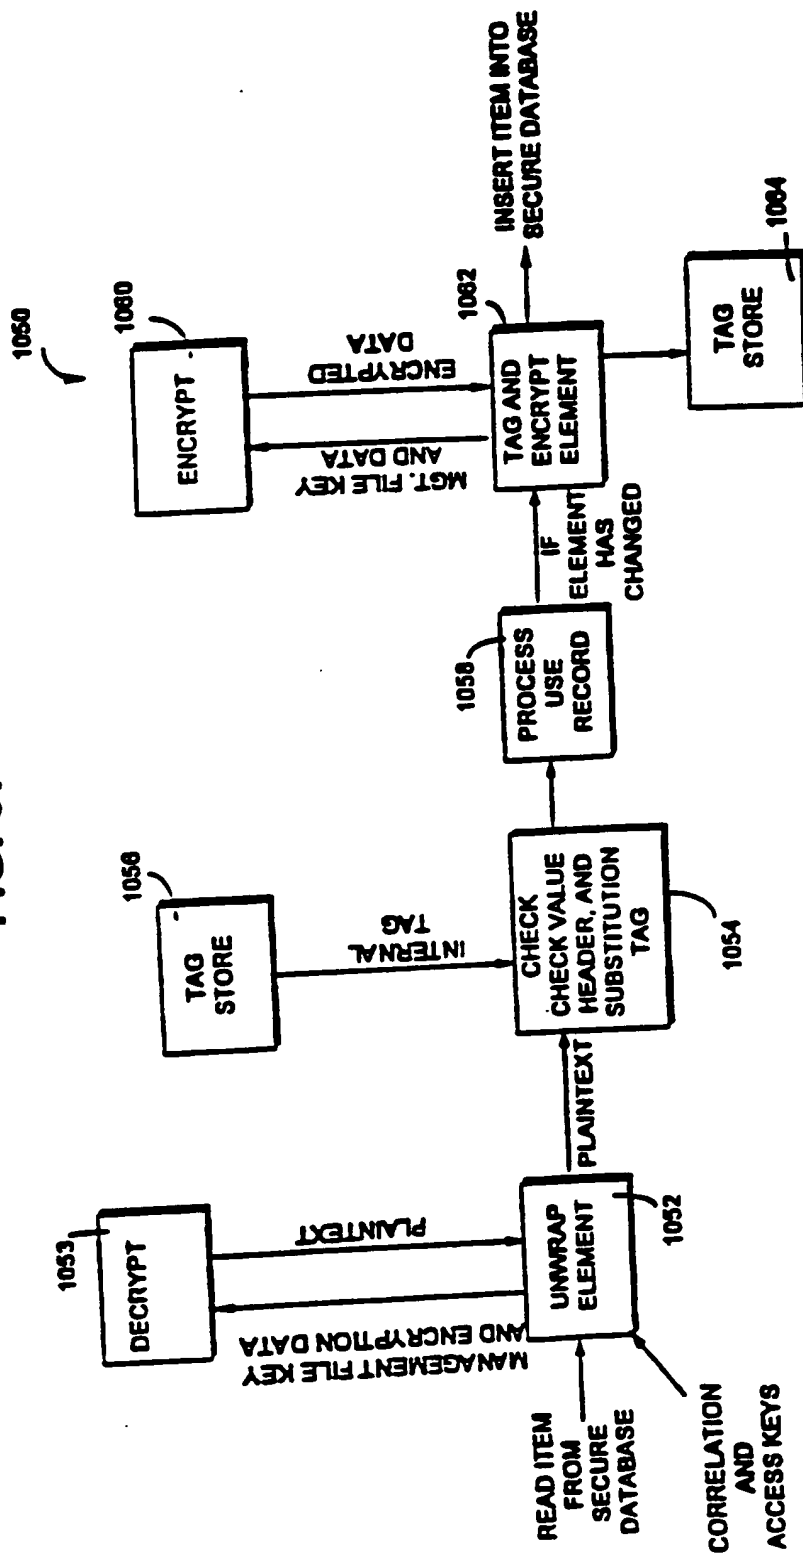 1050
1053
DECRYPT
MANAGEMENT FILE KEY
AND ENCRYPTION DATA
PLAINTEXT
READ ITEM
FROM
SECURE
DATABASE
CORRELATION
AND
ACCESS KEYS
UNWRAP
ELEMENT
1052
PLAINTEXT
1056
TAG
STORE
INTERNAL
TAG
CHECK
CHECK VALUE
HEADER, AND
SUBSTITUTION
TAG
1054
1058
PROCESS
USE
RECORD
IF
ELEMENT
HAS
CHANGED
1060
ENCRYPT
MGT. FILE KEY
AND DATA
ENCRYPTED
DATA
1062
TAG AND
ENCRYPT
ELEMENT
INSERT ITEM INTO
SECURE DATABASE
TAG
STORE
1064